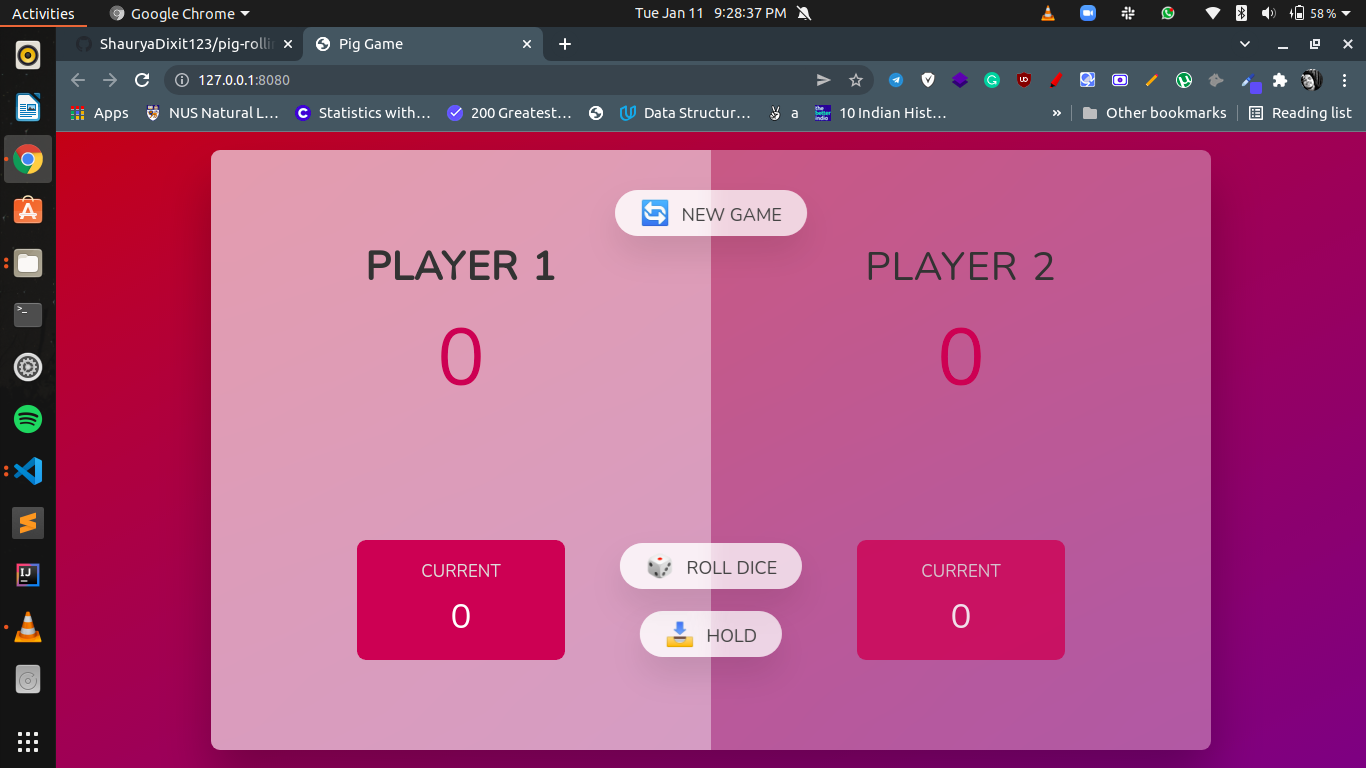 Activities Google Chrome Tue Jan 11 9:28:37 PM 58 %
ShauryaDixit123/pig-rollin Pig Game
127.0.0.1:8080
Apps NUS Natural L… Statistics with… 200 Greatest… Data Structur… a 10 Indian Hist… » Other bookmarks Reading list
NEW GAME
PLAYER 1 PLAYER 2
0 0
CURRENT ROLL DICE CURRENT
0 HOLD 0